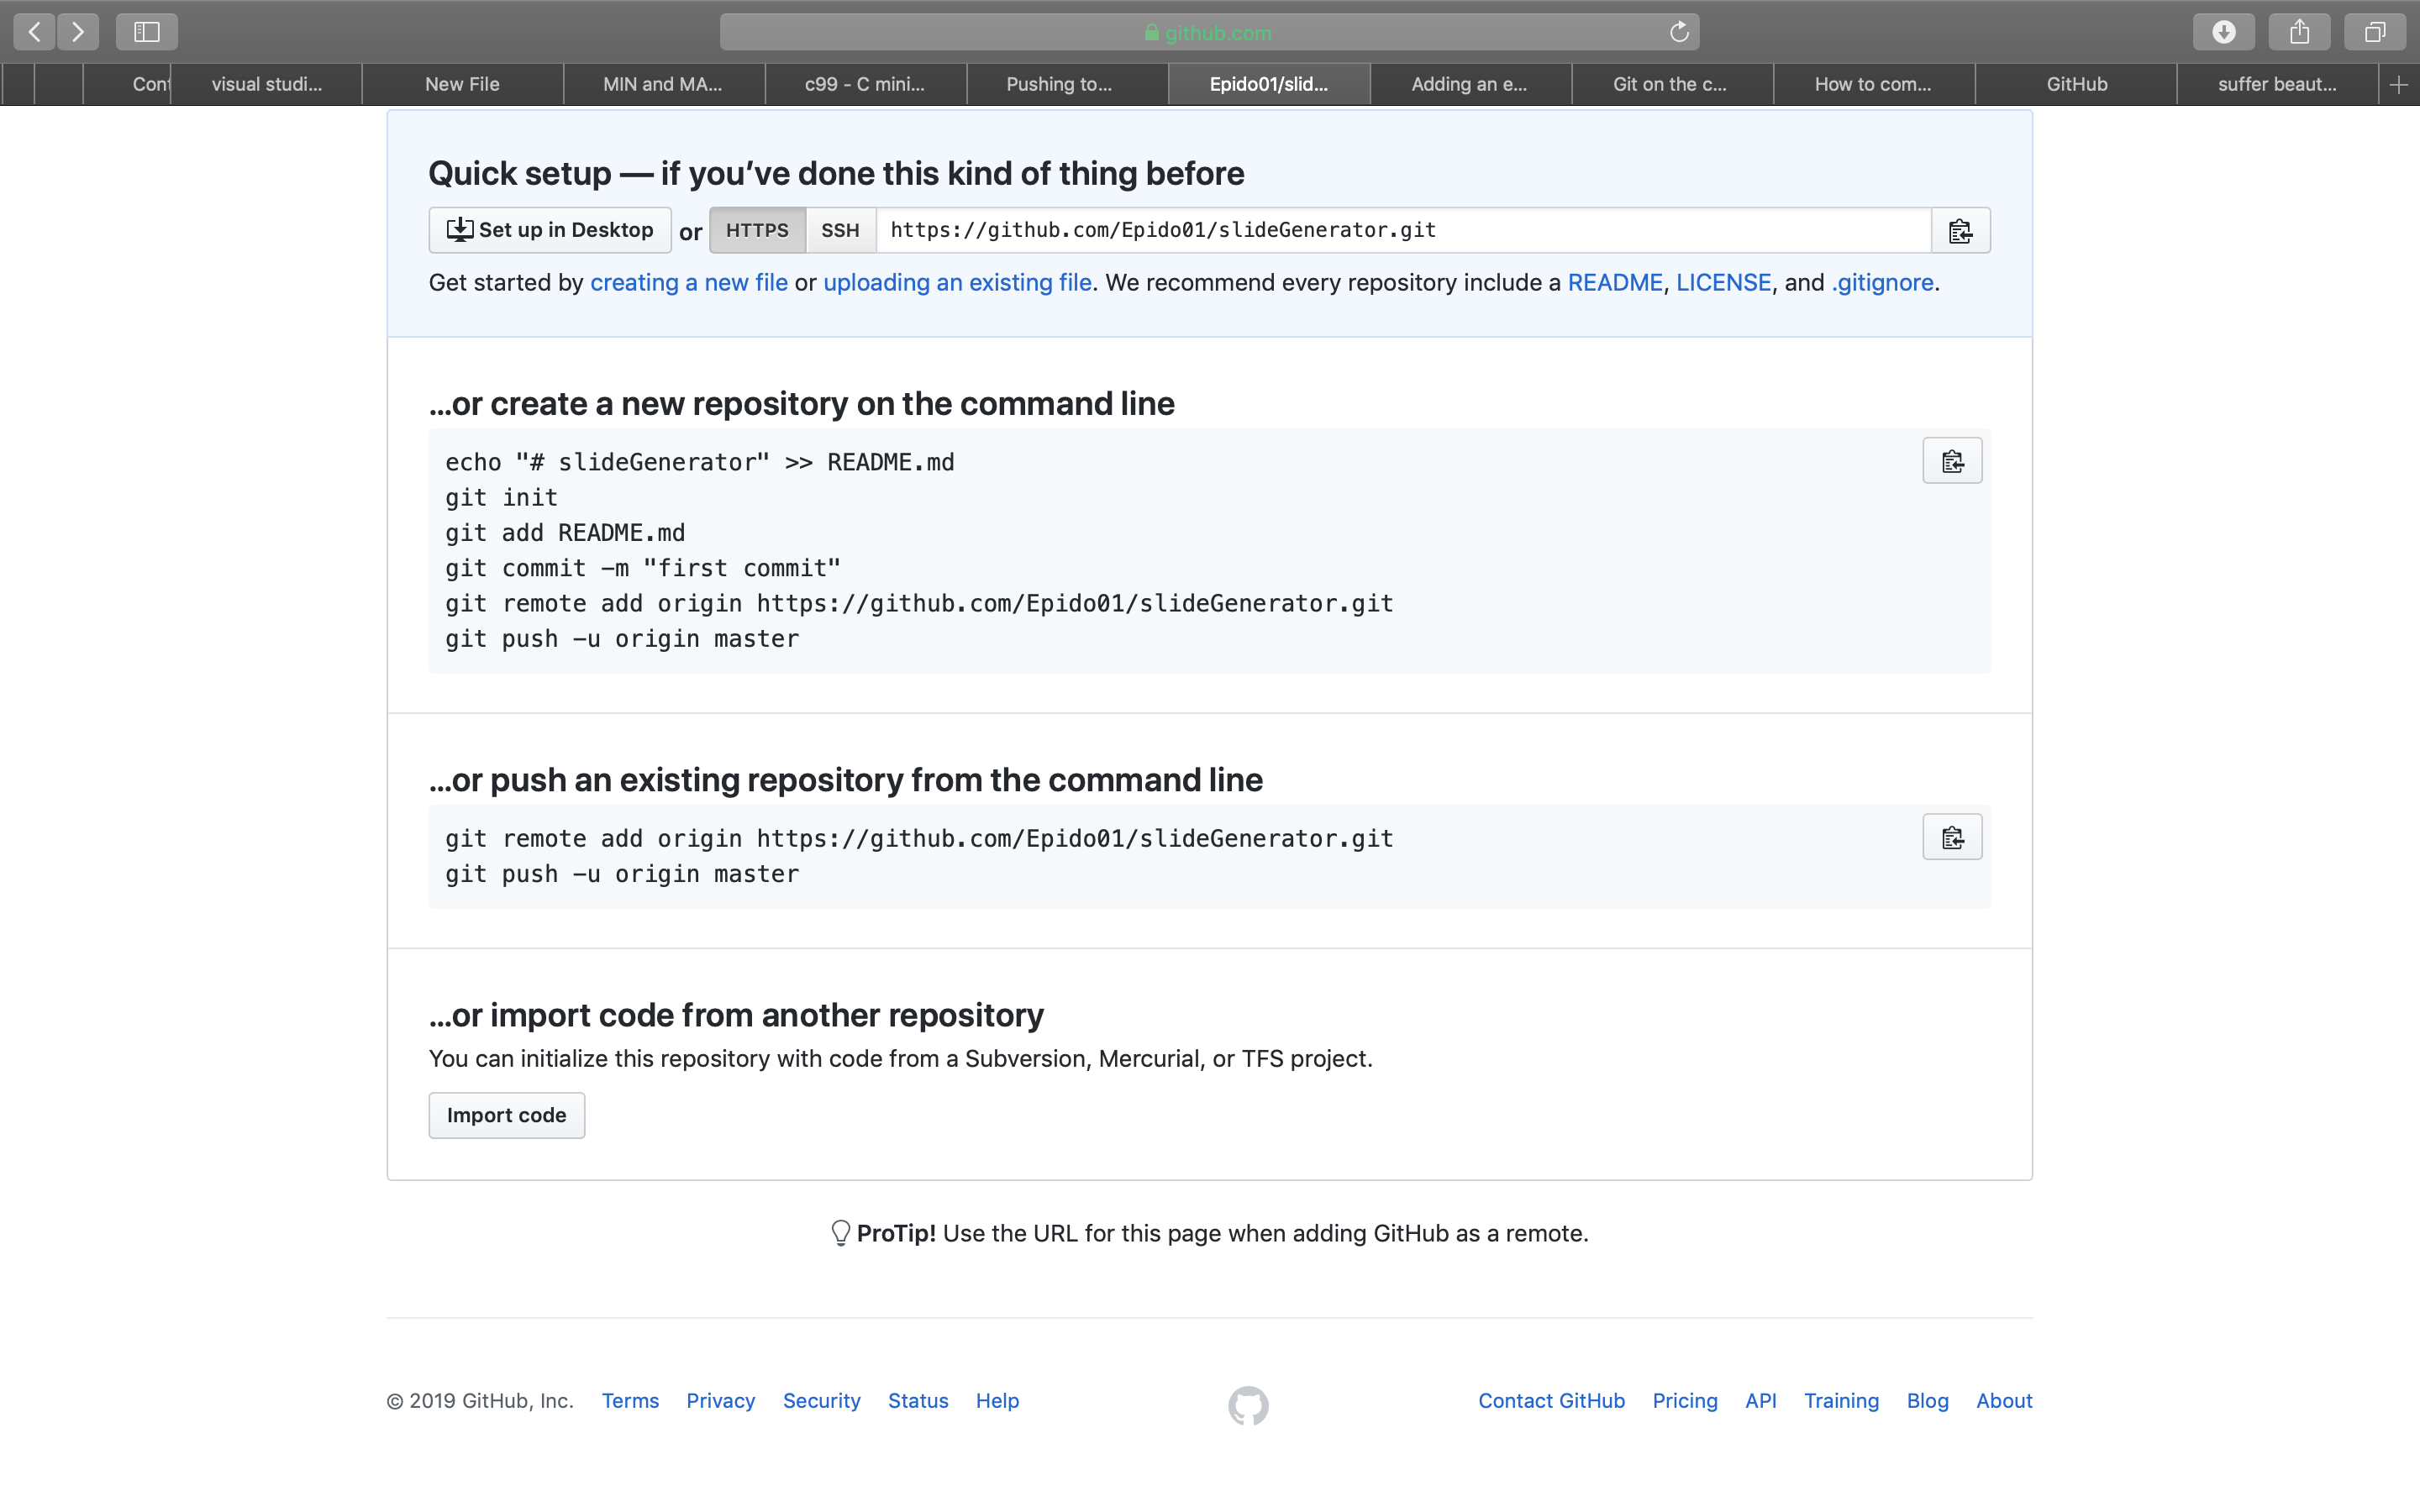 github.com
Cont
visual studi...
New File
MIN and MA...
c99 - C mini...
Pushing to...
Epido01/slid...
Adding an e...
Git on the c...
How to com...
GitHub
suffer beaut...
Quick setup — if you’ve done this kind of thing before
Set up in Desktop or HTTPS SSH https://github.com/Epido01/slideGenerator.git
Get started by creating a new file or uploading an existing file. We recommend every repository include a README, LICENSE, and .gitignore.
…or create a new repository on the command line
echo "# slideGenerator" >> README.md
git init
git add README.md
git commit -m "first commit"
git remote add origin https://github.com/Epido01/slideGenerator.git
git push -u origin master
…or push an existing repository from the command line
git remote add origin https://github.com/Epido01/slideGenerator.git
git push -u origin master
…or import code from another repository
You can initialize this repository with code from a Subversion, Mercurial, or TFS project.
Import code
ProTip! Use the URL for this page when adding GitHub as a remote.
© 2019 GitHub, Inc. Terms Privacy Security Status Help Contact GitHub Pricing API Training Blog About